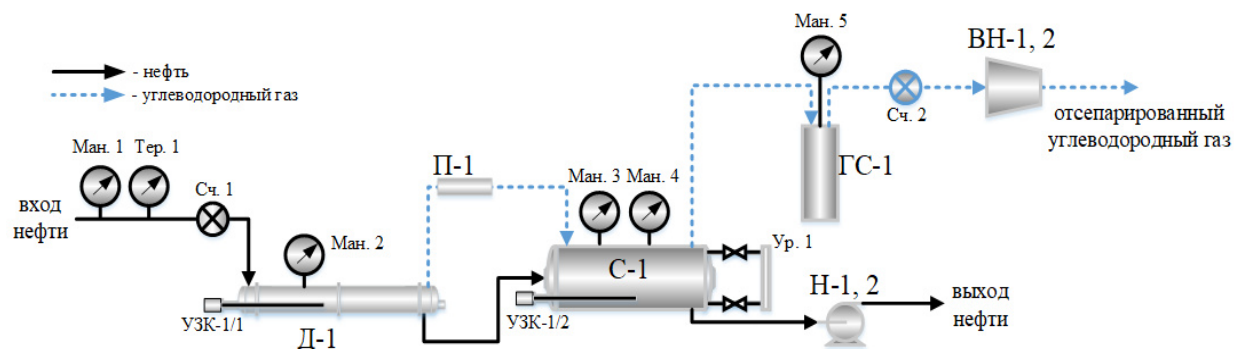 Ман. 5
ВН-1, 2
- нефть
- углеводородный газ
Сч. 2
отсепарированный
углеводородный газ
Ман. 1
Тер. 1
П-1
ГС-1
Сч. 1
Ман. 3
Ман. 4
вход
нефти
Ман. 2
Ур. 1
С-1
Н-1, 2
выход
нефти
УЗК-1/1
УЗК-1/2
Д-1